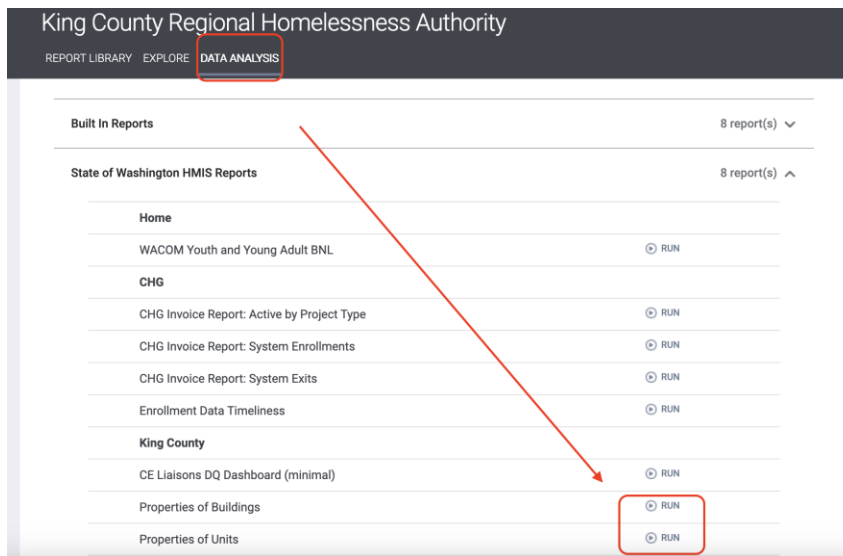 King County Regional Homelessness Authority
REPORT LIBRARY EXPLORE DATA ANALYSIS
Built In Reports 8 report(s)
State of Washington HMIS Reports 8 report(s)
Home
WACOM Youth and Young Adult BNL RUN
CHG
CHG Invoice Report: Active by Project Type RUN
CHG Invoice Report: System Enrollments RUN
CHG Invoice Report: System Exits RUN
Enrollment Data Timeliness RUN
King County
CE Liaisons DQ Dashboard (minimal) RUN
Properties of Buildings RUN
Properties of Units RUN